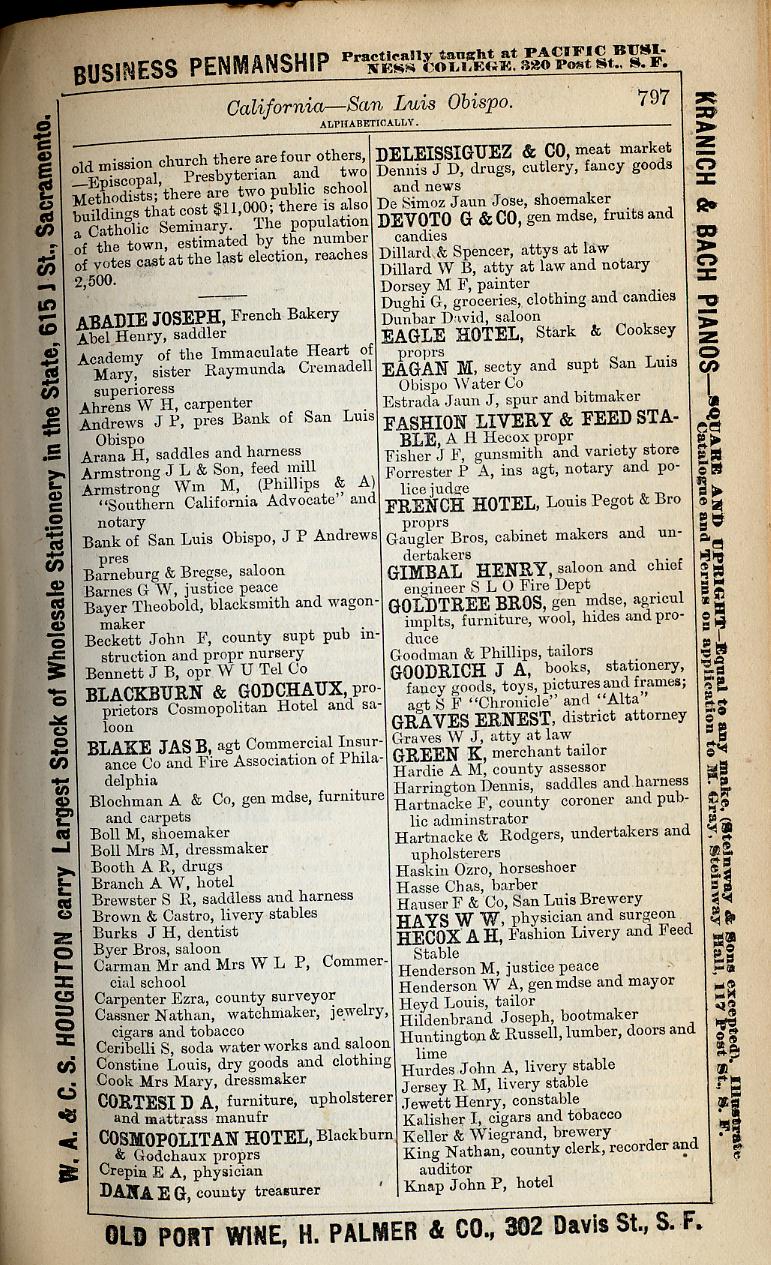 BUSINESS PENMANSHIP Practically taught at PACIFIC BUSI-
NESS COLLEGE. 320 Post St., S. F.
California—San Luis Obispo. 797
ALPHABETICALLY.
old mission church there are four others,
—Episcopal, Presbyterian and two
Methodists; there are two public school
buildings that cost $11,000; there is also
a Catholic Seminary. The population
of the town, estimated by the number
of votes cast at the last election, reaches
2,500.
ABADIE JOSEPH, French Bakery
Abel Henry, saddler
Academy of the Immaculate Heart of
Mary, sister Raymunda Cremadell
superioress
Ahrens W H, carpenter
Andrews J P, pres Bank of San Luis
Obispo
Arana H, saddles and harness
Armstrong J L & Son, feed mill
Armstrong Wm M, (Phillips & A)
"Southern California Advocate" and
notary
Bank of San Luis Obispo, J P Andrews
pres
Barneburg & Bregse, saloon
Barnes G W, justice peace
Bayer Theobold, blacksmith and wagon-
maker
Beckett John F, county supt pub in-
struction and propr nursery
Bennett J B, opr W U Tel Co
BLACKBURN & GODCHAUX, pro-
prietors Cosmopolitan Hotel and sa-
loon
BLAKE JAS B, agt Commercial Insur-
ance Co and Fire Association of Phila-
delphia
Blochman A & Co, gen mdse, furniture
and carpets
Boll M, shoemaker
Boll Mrs M, dressmaker
Booth A R, drugs
Branch A W, hotel
Brewster S R, saddless and harness
Brown & Castro, livery stables
Burks J H, dentist
Byer Bros, saloon
Carman Mr and Mrs W L P, Commer-
cial school
Carpenter Ezra, county surveyor
Cassner Nathan, watchmaker, jewelry,
cigars and tobacco
Ceribelli S, soda water works and saloon
Constine Louis, dry goods and clothing
Cook Mrs Mary, dressmaker
CORTESI D A, furniture, upholsterer
and mattrass manufr
COSMOPOLITAN HOTEL, Blackburn
& Godchaux proprs
Crepin E A, physician
DANA E G, county treasurer
DELEISSIGUEZ & CO, meat market
Dennis J D, drugs, cutlery, fancy goods
and news
De Simoz Jaun Jose, shoemaker
DEVOTO G & CO, gen mdse, fruits and
candies
Dillard & Spencer, attys at law
Dillard W B, atty at law and notary
Dorsey M F, painter
Dughi G, groceries, clothing and candies
Dunbar David, saloon
EAGLE HOTEL, Stark & Cooksey
proprs
EAGAN M, secty and supt San Luis
Obispo Water Co
Estrada Jaun J, spur and bitmaker
FASHION LIVERY & FEED STA-
BLE, A H Hecox propr
Fisher J F, gunsmith and variety store
Forrester P A, ins agt, notary and po-
lice judge
FRENCH HOTEL, Louis Pegot & Bro
proprs
Gaugler Bros, cabinet makers and un-
dertakers
GIMBAL HENRY, saloon and chief
engineer S L O Fire Dept
GOLDTREE BROS, gen mdse, agricul
implts, furniture, wool, hides and pro-
duce
Goodman & Phillips, tailors
GOODRICH J A, books, stationery,
fancy goods, toys, pictures and frames;
agt S F "Chronicle" and "Alta"
GRAVES ERNEST, district attorney
Graves W J, atty at law
GREEN K, merchant tailor
Hardie A M, county assessor
Harrington Dennis, saddles and harness
Hartnacke F, county coroner and pub-
lic adminstrator
Hartnacke & Rodgers, undertakers and
upholsterers
Haskin Ozro, horseshoer
Hasse Chas, barber
Hauser F & Co, San Luis Brewery
HAYS W W, physician and surgeon
HECOX A H, Fashion Livery and Feed
Stable
Henderson M, justice peace
Henderson W A, gen mdse and mayor
Heyd Louis, tailor
Hildenbrand Joseph, bootmaker
Huntington & Russell, lumber, doors and
lime
Hurdes John A, livery stable
Jersey R M, livery stable
Jewett Henry, constable
Kalisher I, cigars and tobacco
Keller & Wiegrand, brewery
King Nathan, county clerk, recorder and
auditor
Knap John P, hotel
W. A. & C. S. HOUGHTON carry Largest Stock of Wholesale Stationery in the State, 615 J St., Sacramento.
KRANICH & BACH PIANOS—SQUARE AND UPRIGHT—Equal to any make, (Steinway & Sons excepted). Illustrate
Catalogue and Terms on application to M. Gray, Steinway Hall, 117 Post St., S. F.
OLD PORT WINE, H. PALMER & CO., 302 Davis St., S. F.